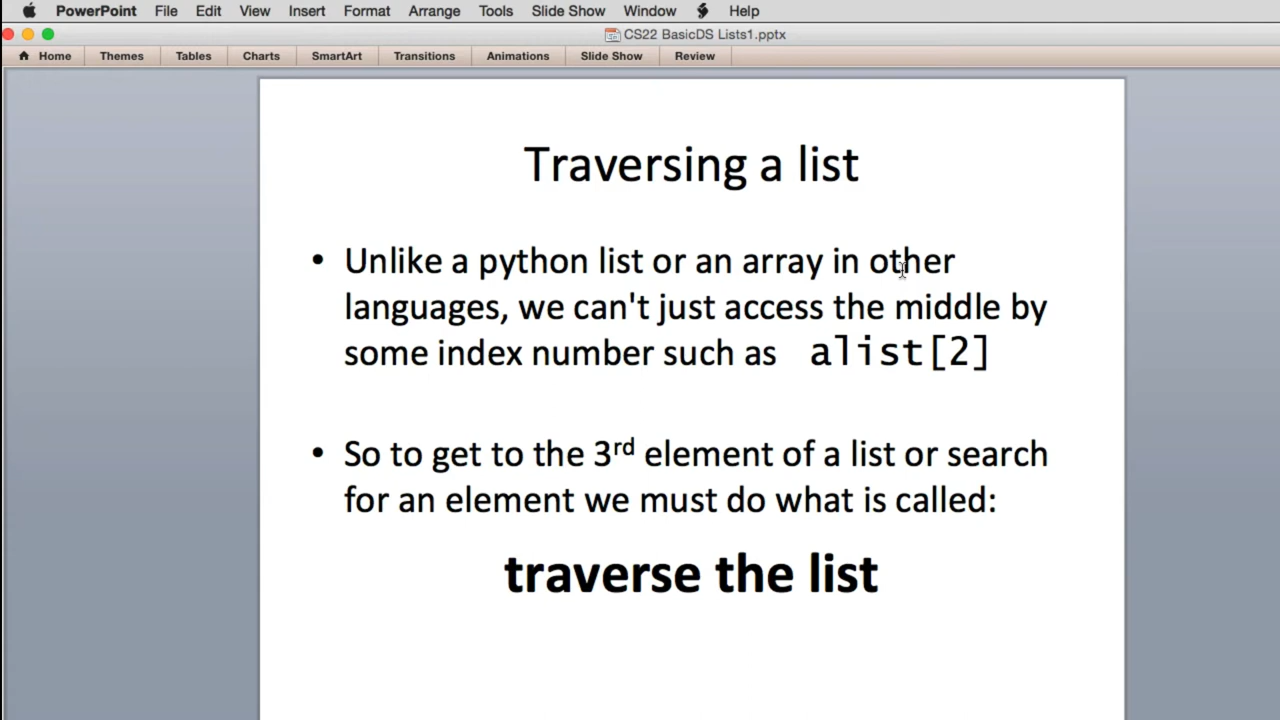 PowerPoint File Edit View Insert Format Arrange Tools Slide Show Window Help
CS22 BasicDS Lists1.pptx
Home Themes Tables Charts SmartArt Transitions Animations Slide Show Review
Traversing a list
• Unlike a python list or an array in other
languages, we can't just access the middle by
some index number such as alist[2]
• So to get to the 3rd element of a list or search
for an element we must do what is called:
traverse the list